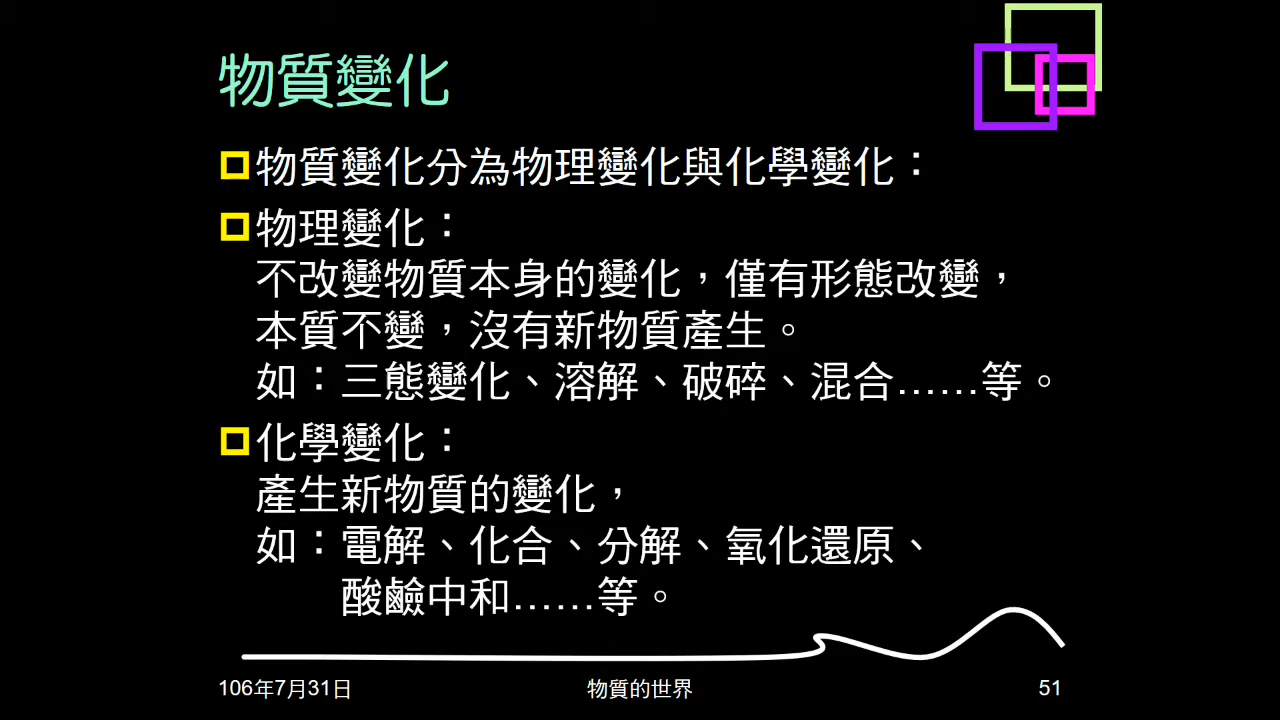 物質變化
物質變化分為物理變化與化學變化：
物理變化：
不改變物質本身的變化，僅有形態改變，
本質不變，沒有新物質產生。
如：三態變化、溶解、破碎、混合……等。
化學變化：
產生新物質的變化，
如：電解、化合、分解、氧化還原、
酸鹼中和……等。
106年7月31日
物質的世界
51